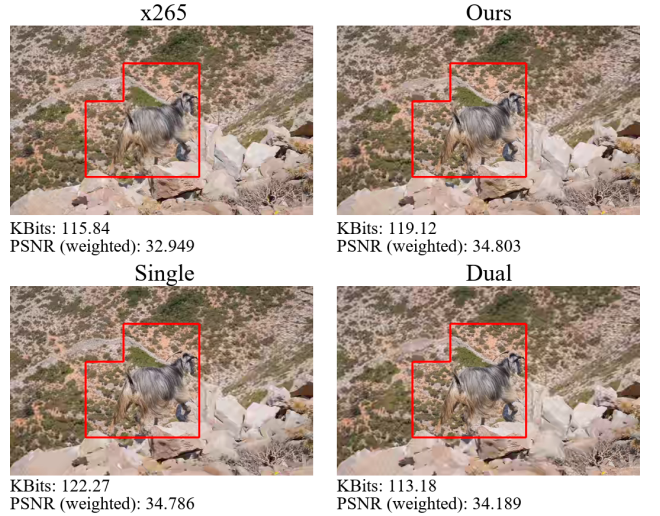 x265
Ours
KBits: 115.84
PSNR (weighted): 32.949
KBits: 119.12
PSNR (weighted): 34.803
Single
Dual
KBits: 122.27
PSNR (weighted): 34.786
KBits: 113.18
PSNR (weighted): 34.189